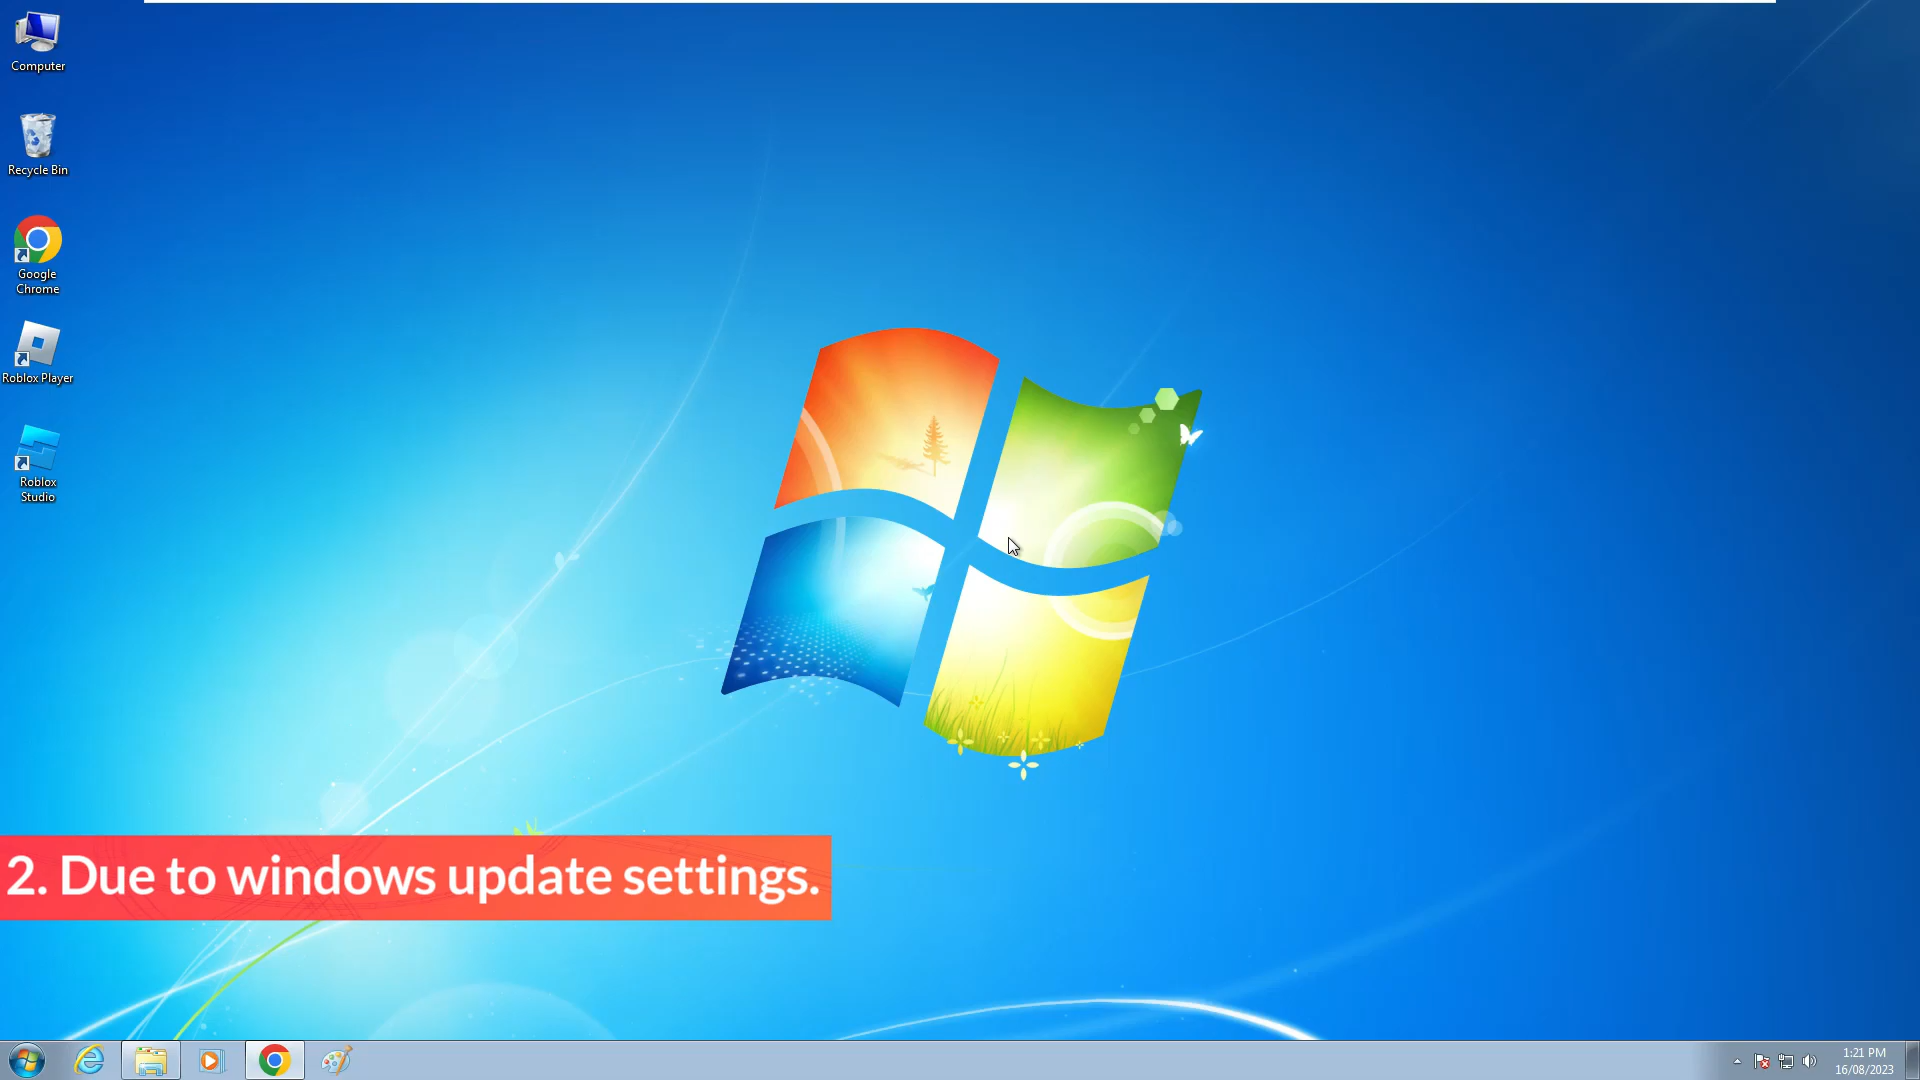 Computer
Recycle Bin
Google
Chrome
Roblox Player
Roblox
Studio
2. Due to windows update settings.
1:21 PM
16/08/2023